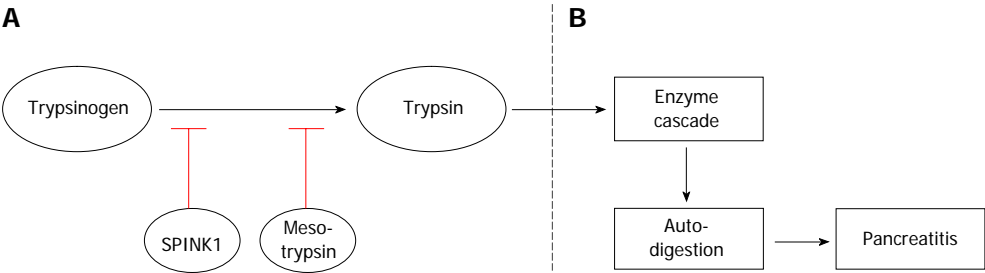 A
B
Trypsinogen
Trypsin
Enzyme
cascade
SPINK1
Meso-
trypsin
Auto-
digestion
Pancreatitis